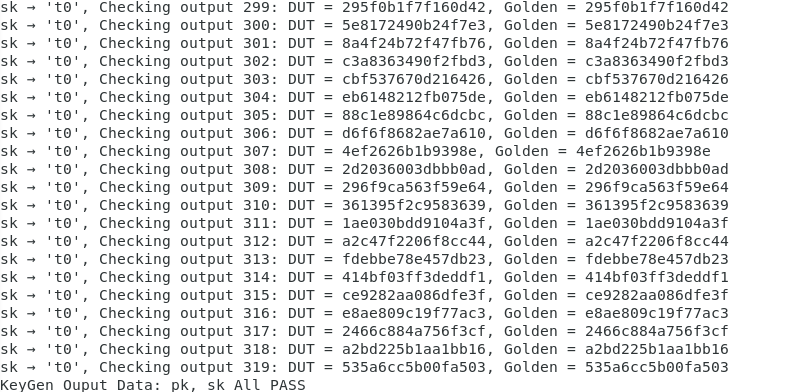 sk → 't0', Checking output 299: DUT = 295f0b1f7f160d42, Golden = 295f0b1f7f160d42
sk → 't0', Checking output 300: DUT = 5e8172490b24f7e3, Golden = 5e8172490b24f7e3
sk → 't0', Checking output 301: DUT = 8a4f24b72f47fb76, Golden = 8a4f24b72f47fb76
sk → 't0', Checking output 302: DUT = c3a8363490f2fbd3, Golden = c3a8363490f2fbd3
sk → 't0', Checking output 303: DUT = cbf537670d216426, Golden = cbf537670d216426
sk → 't0', Checking output 304: DUT = eb6148212fb075de, Golden = eb6148212fb075de
sk → 't0', Checking output 305: DUT = 88c1e89864c6dcbc, Golden = 88c1e89864c6dcbc
sk → 't0', Checking output 306: DUT = d6f6f8682ae7a610, Golden = d6f6f8682ae7a610
sk → 't0', Checking output 307: DUT = 4ef2626b1b9398e, Golden = 4ef2626b1b9398e
sk → 't0', Checking output 308: DUT = 2d2036003dbbb0ad, Golden = 2d2036003dbbb0ad
sk → 't0', Checking output 309: DUT = 296f9ca563f59e64, Golden = 296f9ca563f59e64
sk → 't0', Checking output 310: DUT = 361395f2c9583639, Golden = 361395f2c9583639
sk → 't0', Checking output 311: DUT = 1ae030bdd9104a3f, Golden = 1ae030bdd9104a3f
sk → 't0', Checking output 312: DUT = a2c47f2206f8cc44, Golden = a2c47f2206f8cc44
sk → 't0', Checking output 313: DUT = fdebbe78e457db23, Golden = fdebbe78e457db23
sk → 't0', Checking output 314: DUT = 414bf03ff3deddf1, Golden = 414bf03ff3deddf1
sk → 't0', Checking output 315: DUT = ce9282aa086dfe3f, Golden = ce9282aa086dfe3f
sk → 't0', Checking output 316: DUT = e8ae809c19f77ac3, Golden = e8ae809c19f77ac3
sk → 't0', Checking output 317: DUT = 2466c884a756f3cf, Golden = 2466c884a756f3cf
sk → 't0', Checking output 318: DUT = a2bd225b1aa1bb16, Golden = a2bd225b1aa1bb16
sk → 't0', Checking output 319: DUT = 535a6cc5b00fa503, Golden = 535a6cc5b00fa503
KeyGen Ouput Data: pk, sk All PASS